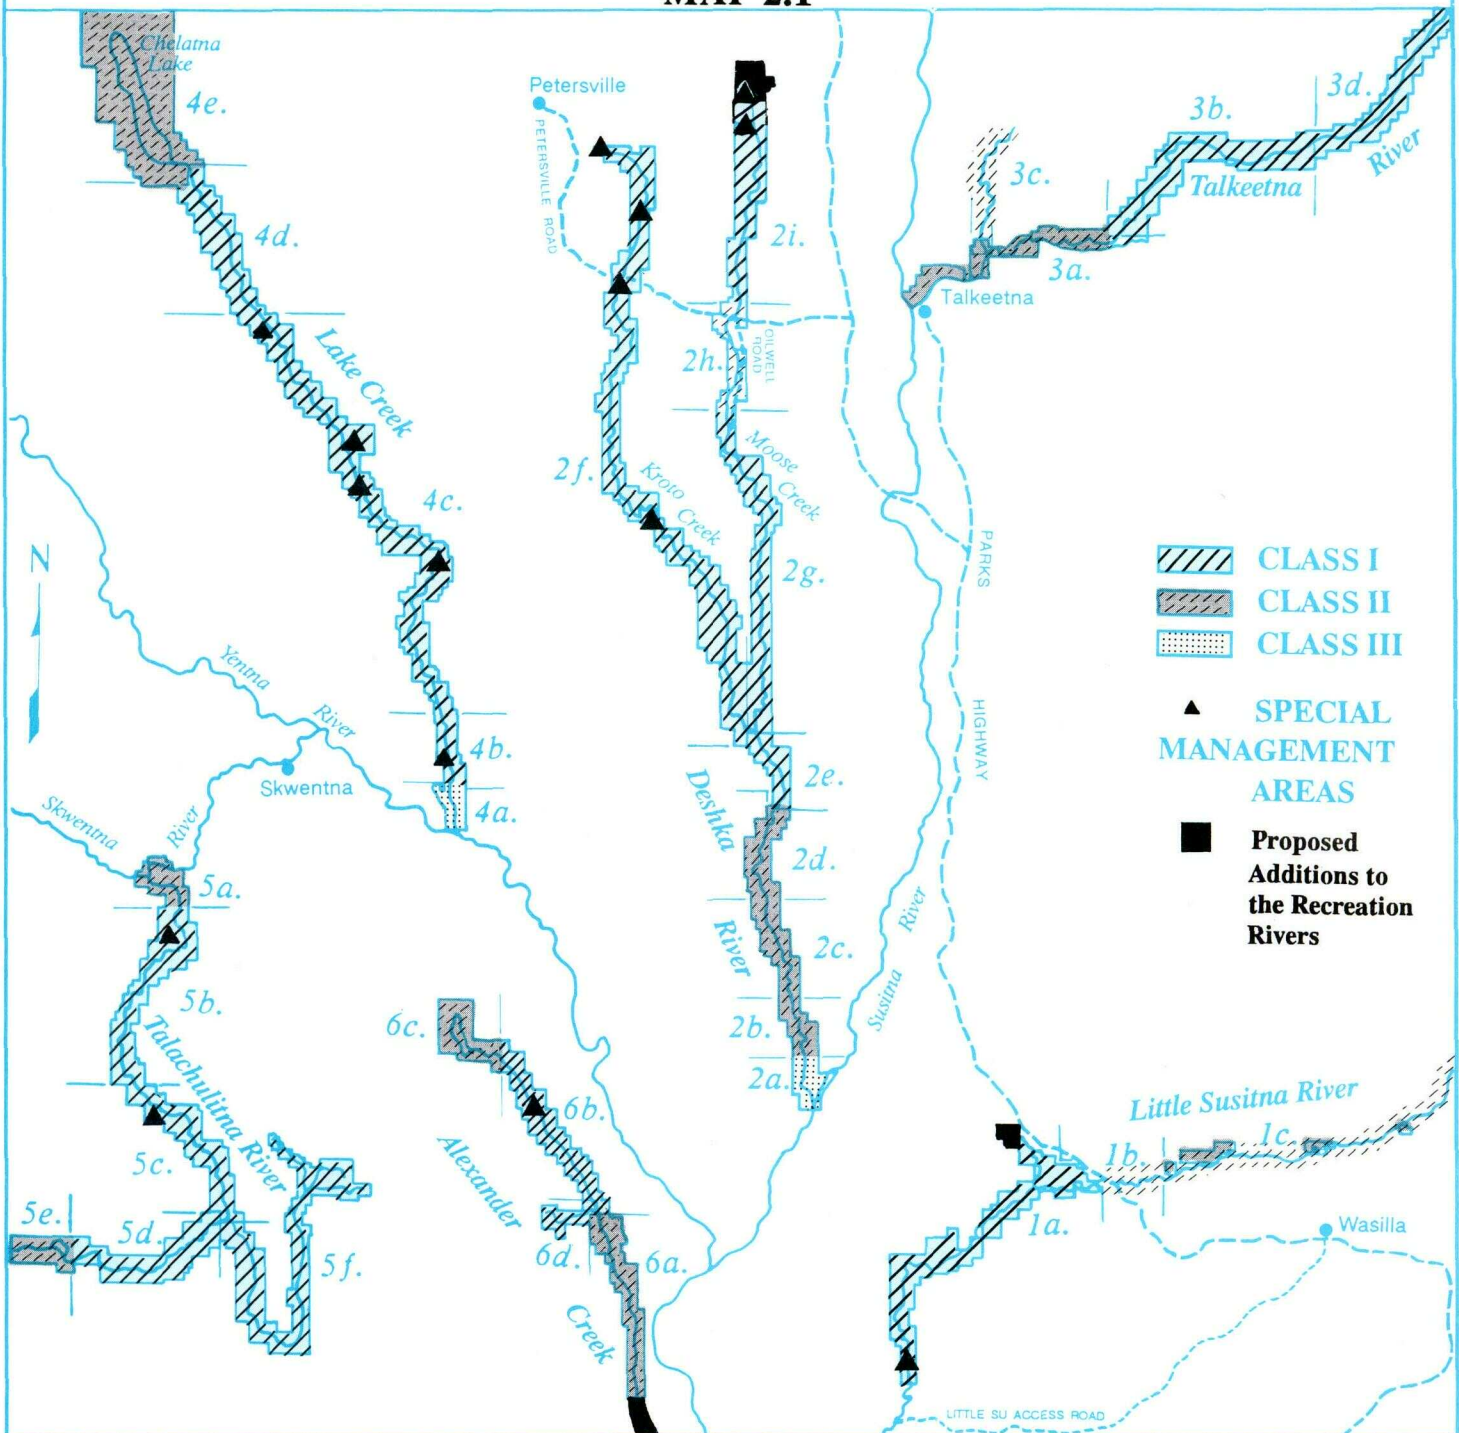 MAP 2.1
Chelatna
Lake
4e.
Petersville
PETERSVILLE ROAD
3d.
3b.
River
3c.
Talkeetna
4d.
2i.
3a.
Talkeetna
OILWELL
ROAD
2h.
Lake Creek
Moose
Creek
2f.
Kroto
Creek
4c.
2g.
N
PARKS
CLASS I
CLASS II
CLASS III
Yentna
River
HIGHWAY
SPECIAL
MANAGEMENT
AREAS
4b.
Skwentna
4a.
2e.
Deshka
Skwentna
River
2d.
Proposed
Additions to
the Recreation
Rivers
5a.
River
2c.
River
Susitna
5b.
6c.
2b.
2a.
Talachulitna River
6b.
Little Susitna River
1c.
1b.
5c.
Alexander
5e.
5d.
1a.
Wasilla
5f.
6d.
6a.
Creek
LITTLE SU ACCESS ROAD